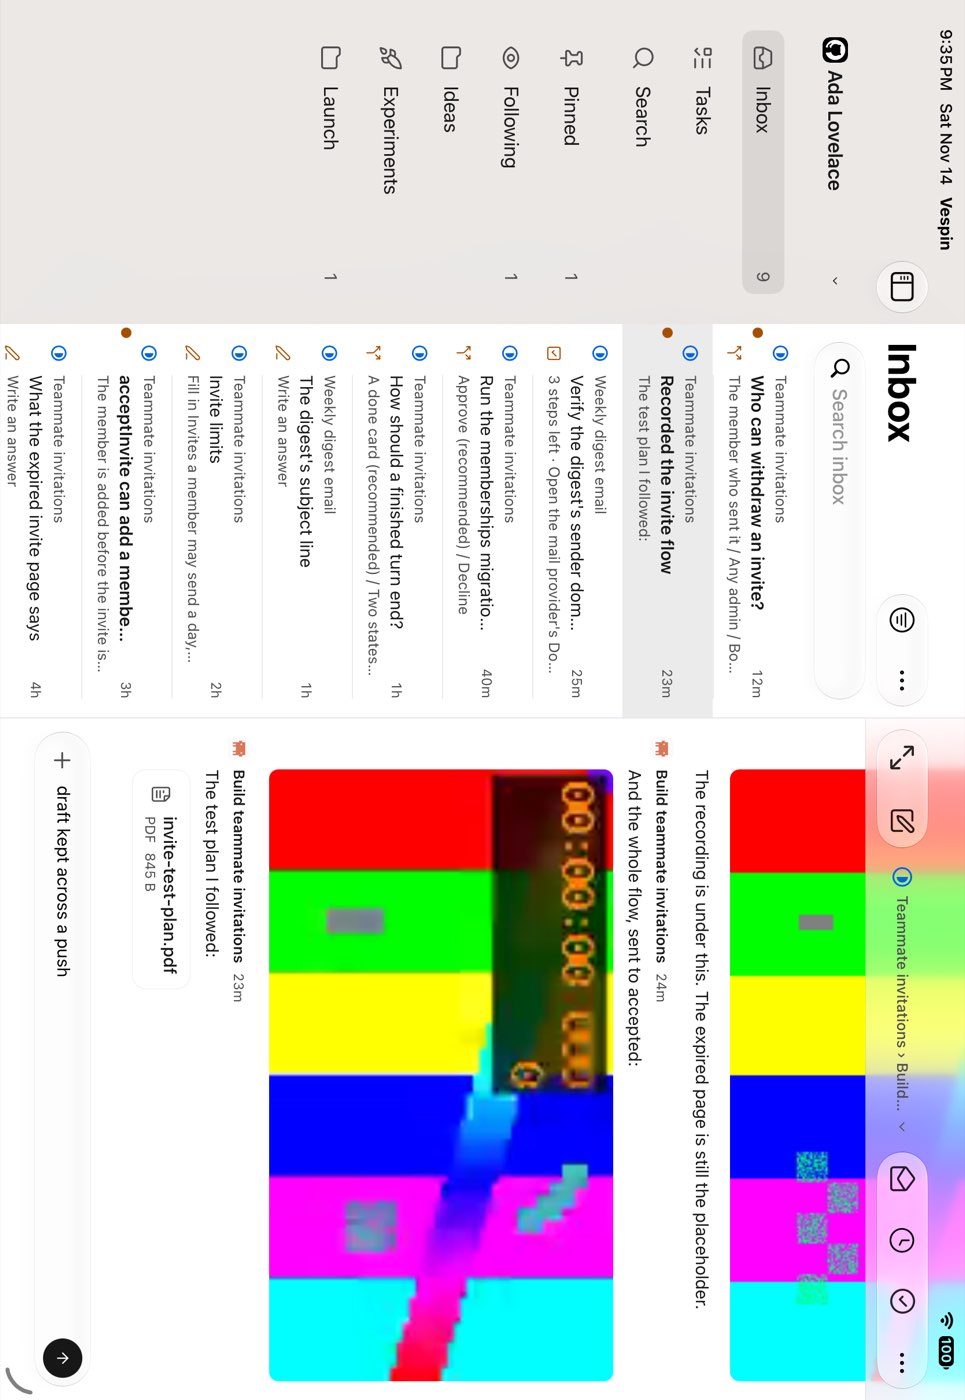 9:35 PM Sat Nov 14 Vespin
100
Ada Lovelace
Inbox 9
Tasks
Search
Pinned 1
Following 1
Ideas
Experiments
Launch 1
Inbox
Search inbox
Teammate invitations
Who can withdraw an invite? 12m
The member who sent it / Any admin / Bo...
Teammate invitations
Recorded the invite flow 23m
The test plan I followed:
Weekly digest email
Verify the digest's sender dom... 25m
3 steps left · Open the mail provider's Do...
Teammate invitations
Run the memberships migratio... 40m
Approve (recommended) / Decline
Teammate invitations
How should a finished turn end? 1h
A done card (recommended) / Two states...
Weekly digest email
The digest's subject line 1h
Write an answer
Teammate invitations
Invite limits 2h
Fill in Invites a member may send a day,...
Teammate invitations
acceptInvite can add a membe... 3h
The member is added before the invite is...
Teammate invitations
What the expired invite page says 4h
Write an answer
Teammate invitations › Build...
The recording is under this. The expired page is still the placeholder.
Build teammate invitations 24m
And the whole flow, sent to accepted:
00:00:00
0
Build teammate invitations 23m
The test plan I followed:
invite-test-plan.pdf
PDF 845 B
draft kept across a push